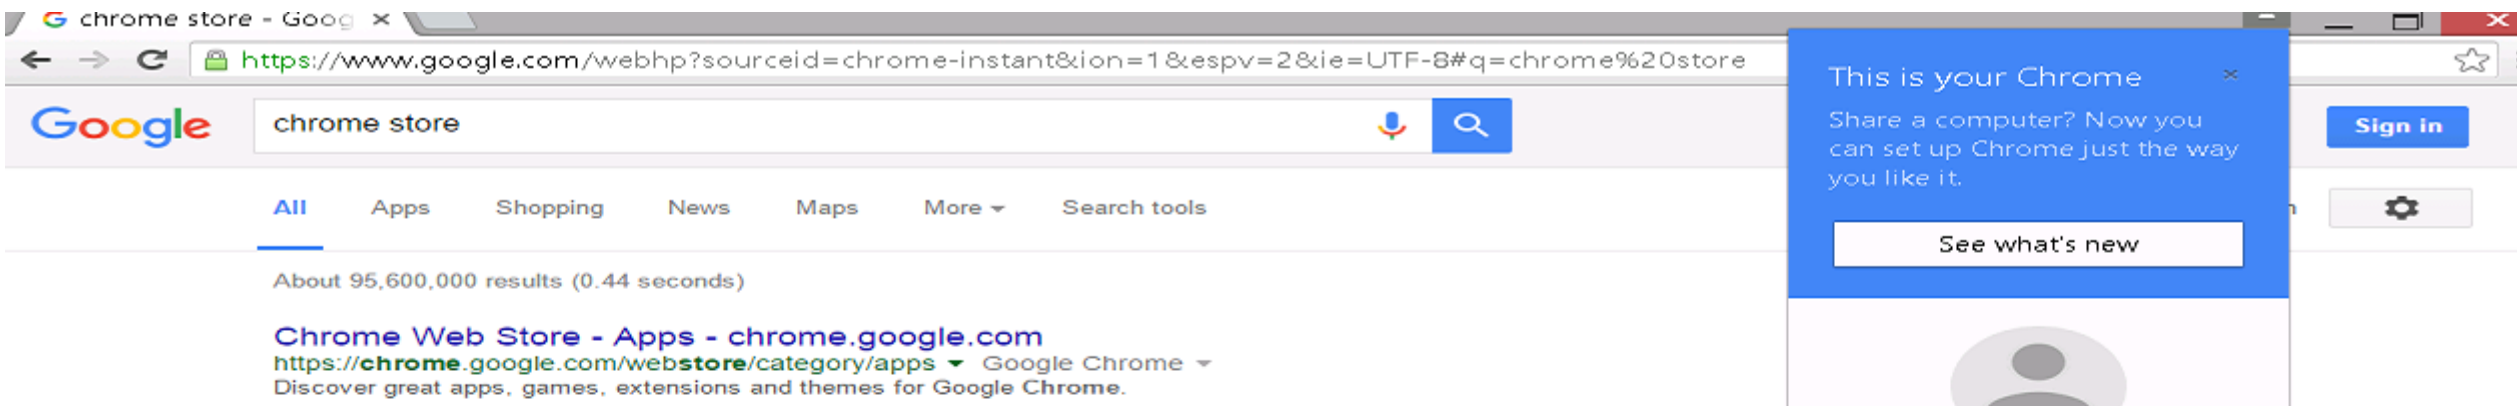 chrome store - Goog
https://www.google.com/webhp?sourceid=chrome-instant&ion=1&espv=2&ie=UTF-8#q=chrome%20store
This is your Chrome
Share a computer? Now you
can set up Chrome just the way
you like it.
See what's new
Google
chrome store
Sign in
All Apps Shopping News Maps More Search tools
About 95,600,000 results (0.44 seconds)
Chrome Web Store - Apps - chrome.google.com
https://chrome.google.com/webstore/category/apps Google Chrome
Discover great apps, games, extensions and themes for Google Chrome.